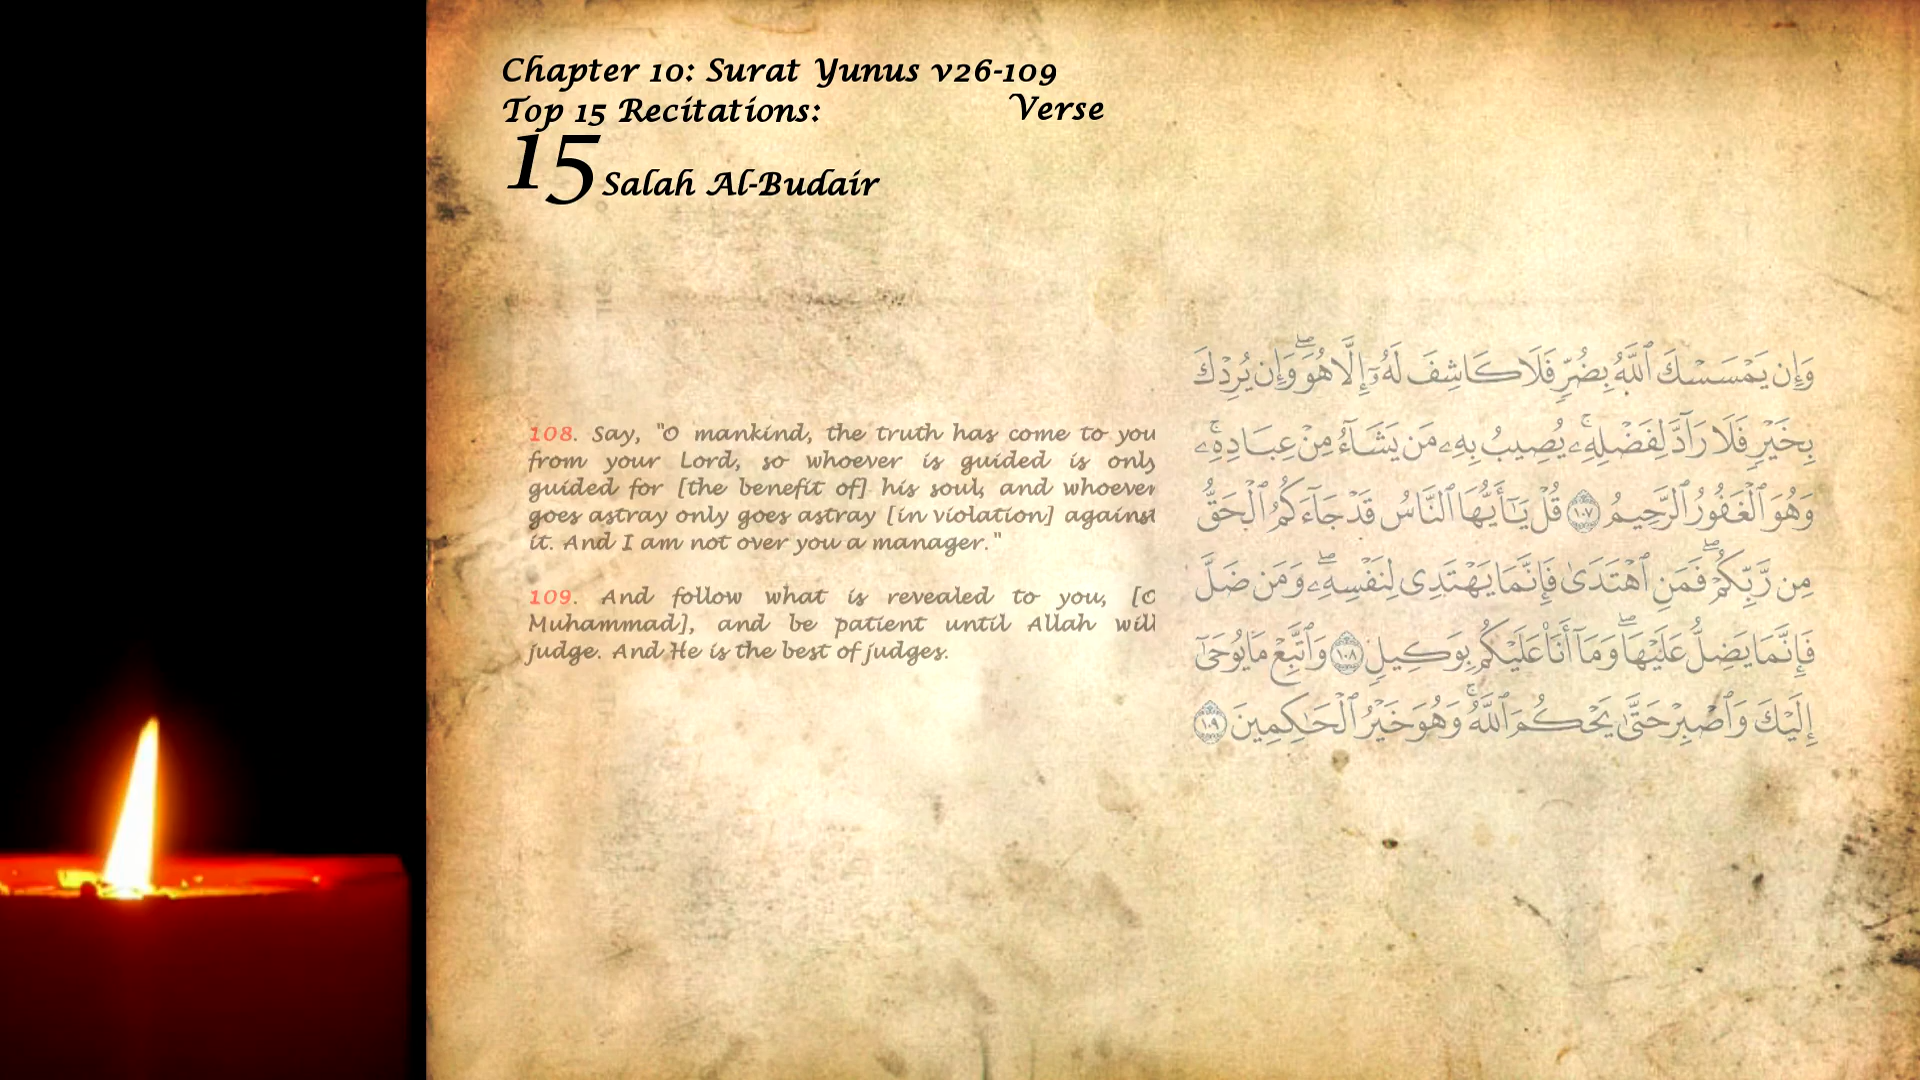 Chapter 10: Surat Yunus v26-109
Top 15 Recitations:
Verse
15 Salah Al-Budair
108. Say, "O mankind, the truth has come to you
from your Lord, so whoever is guided is only
guided for [the benefit of] his soul, and whoever
goes astray only goes astray [in violation] against
it. And I am not over you a manager."
109. And follow what is revealed to you, [O
Muhammad], and be patient until Allah will
judge. And He is the best of judges.
وَإِن يَمْسَسْكَ ٱللَّهُ بِضُرٍّ فَلَا كَاشِفَ لَهُۥٓ إِلَّا هُوَ ۖ وَإِن يُرِدْكَ
بِخَيْرٍ فَلَا رَآدَّ لِفَضْلِهِۦ ۚ يُصِيبُ بِهِۦ مَن يَشَآءُ مِنْ عِبَادِهِۦ ۚ
وَهُوَ ٱلْغَفُورُ ٱلرَّحِيمُ ١٠٧ قُلْ يَـٰٓأَيُّهَا ٱلنَّاسُ قَدْ جَآءَكُمُ ٱلْحَقُّ
مِن رَّبِّكُمْ ۖ فَمَنِ ٱهْتَدَىٰ فَإِنَّمَا يَهْتَدِى لِنَفْسِهِۦ ۖ وَمَن ضَلَّ
فَإِنَّمَا يَضِلُّ عَلَيْهَا ۖ وَمَآ أَنَا۠ عَلَيْكُم بِوَكِيلٍ ١٠٨ وَٱتَّبِعْ مَا يُوحَىٰٓ
إِلَيْكَ وَٱصْبِرْ حَتَّىٰ يَحْكُمَ ٱللَّهُ ۚ وَهُوَ خَيْرُ ٱلْحَـٰكِمِينَ ١٠٩